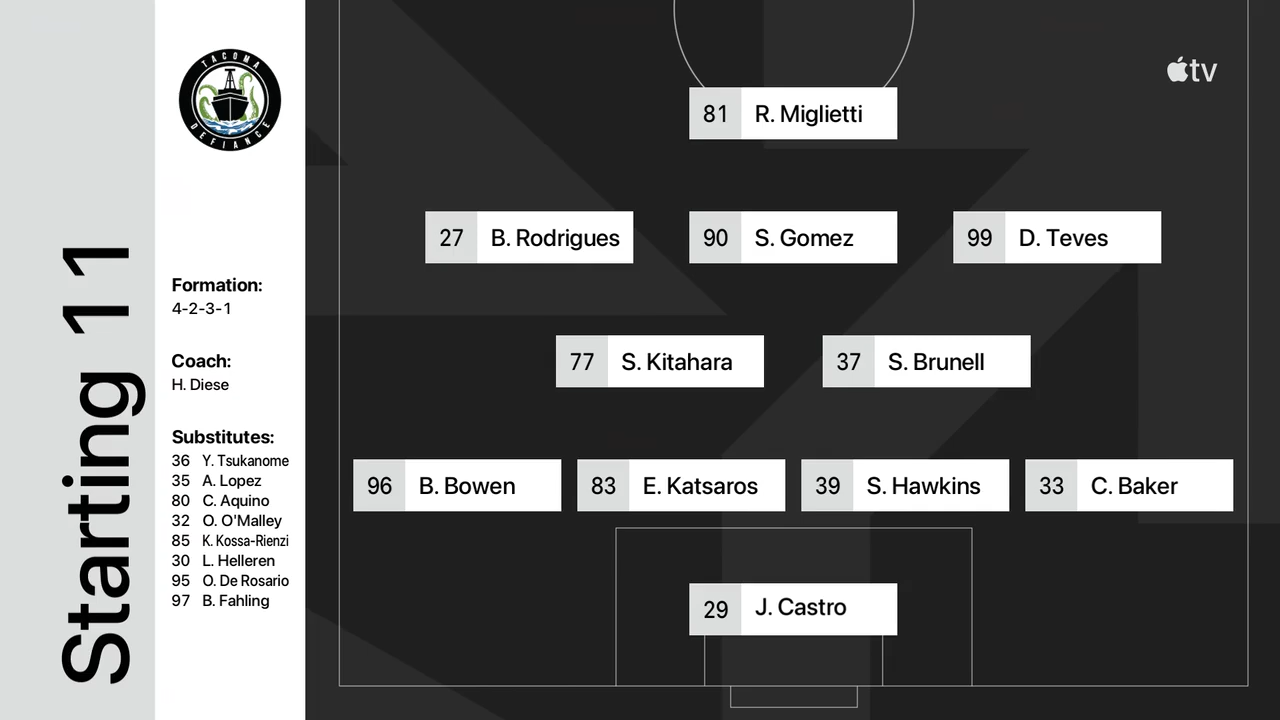 Starting 11
TACOMA
DEFIANCE
Formation:
4-2-3-1
Coach:
H. Diese
Substitutes:
36 Y. Tsukanome
35 A. Lopez
80 C. Aquino
32 O. O'Malley
85 K. Kossa-Rienzi
30 L. Helleren
95 O. De Rosario
97 B. Fahling
tv
81 R. Miglietti
27 B. Rodrigues
90 S. Gomez
99 D. Teves
77 S. Kitahara
37 S. Brunell
96 B. Bowen
83 E. Katsaros
39 S. Hawkins
33 C. Baker
29 J. Castro